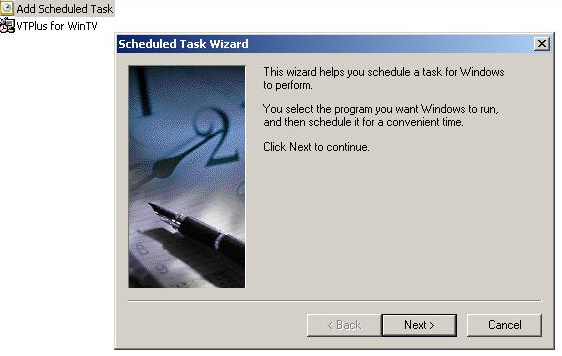 Add Scheduled Task
VTPlus for WinTV
Scheduled Task Wizard
This wizard helps you schedule a task for Windows
to perform.
You select the program you want Windows to run,
and then schedule it for a convenient time.
Click Next to continue.
2
< Back
Next >
Cancel